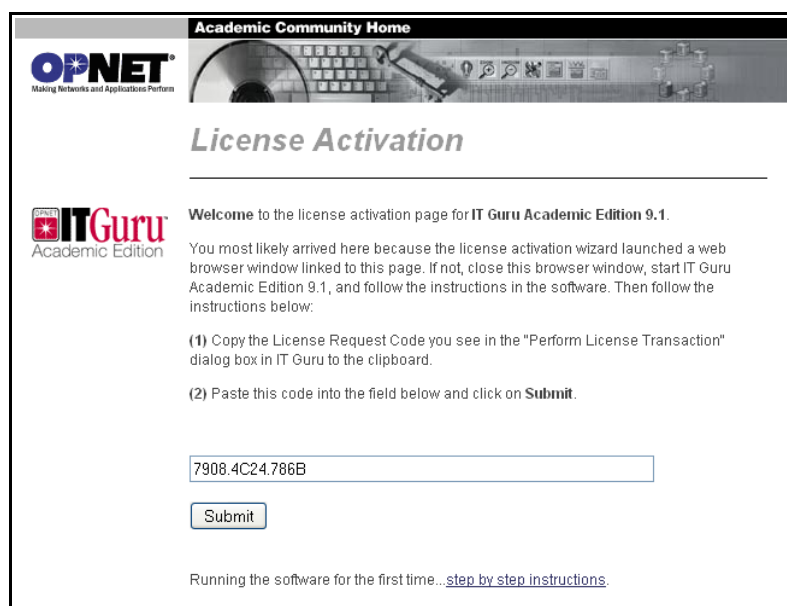 Academic Community Home
OPNET®
Making Networks and Applications Perform
License Activation
OPNET
ITGuru
Academic Edition
Welcome to the license activation page for IT Guru Academic Edition 9.1.
You most likely arrived here because the license activation wizard launched a web
browser window linked to this page. If not, close this browser window, start IT Guru
Academic Edition 9.1, and follow the instructions in the software. Then follow the
instructions below:
(1) Copy the License Request Code you see in the "Perform License Transaction"
dialog box in IT Guru to the clipboard.
(2) Paste this code into the field below and click on Submit.
7908.4C24.786B
Submit
Running the software for the first time...step by step instructions.